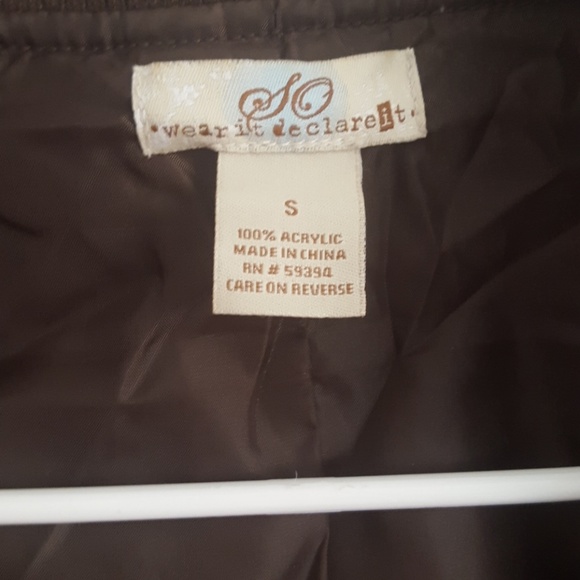 SO
• wear it declare it •
S
100% ACRYLIC
MADE IN CHINA
RN # 59394
CARE ON REVERSE